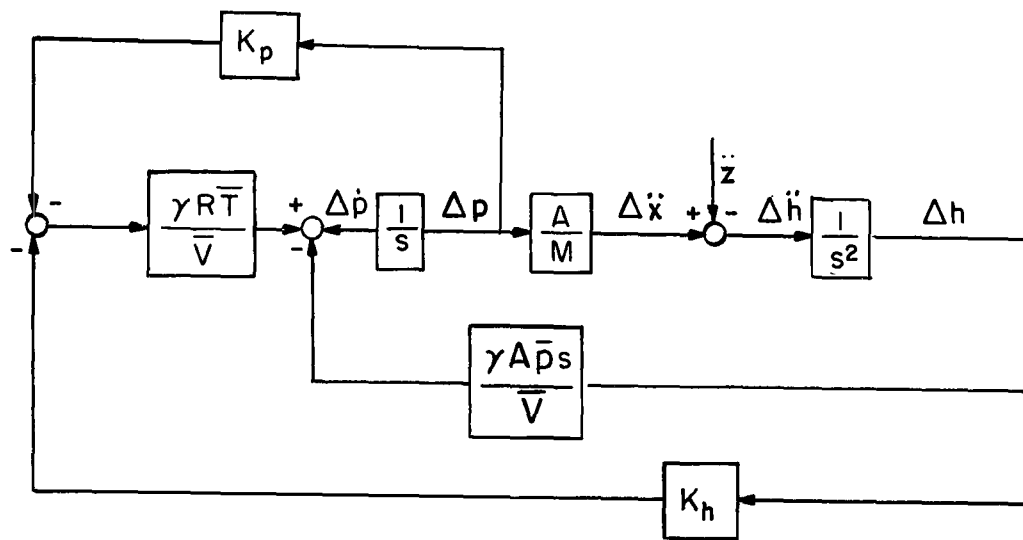 K_p
z̈
γRT̅ / V̅
Δṗ
1/s
Δp
A/M
Δẍ
Δḧ
1/s²
Δh
γAp̅s / V̅
K_h
- - + - + -